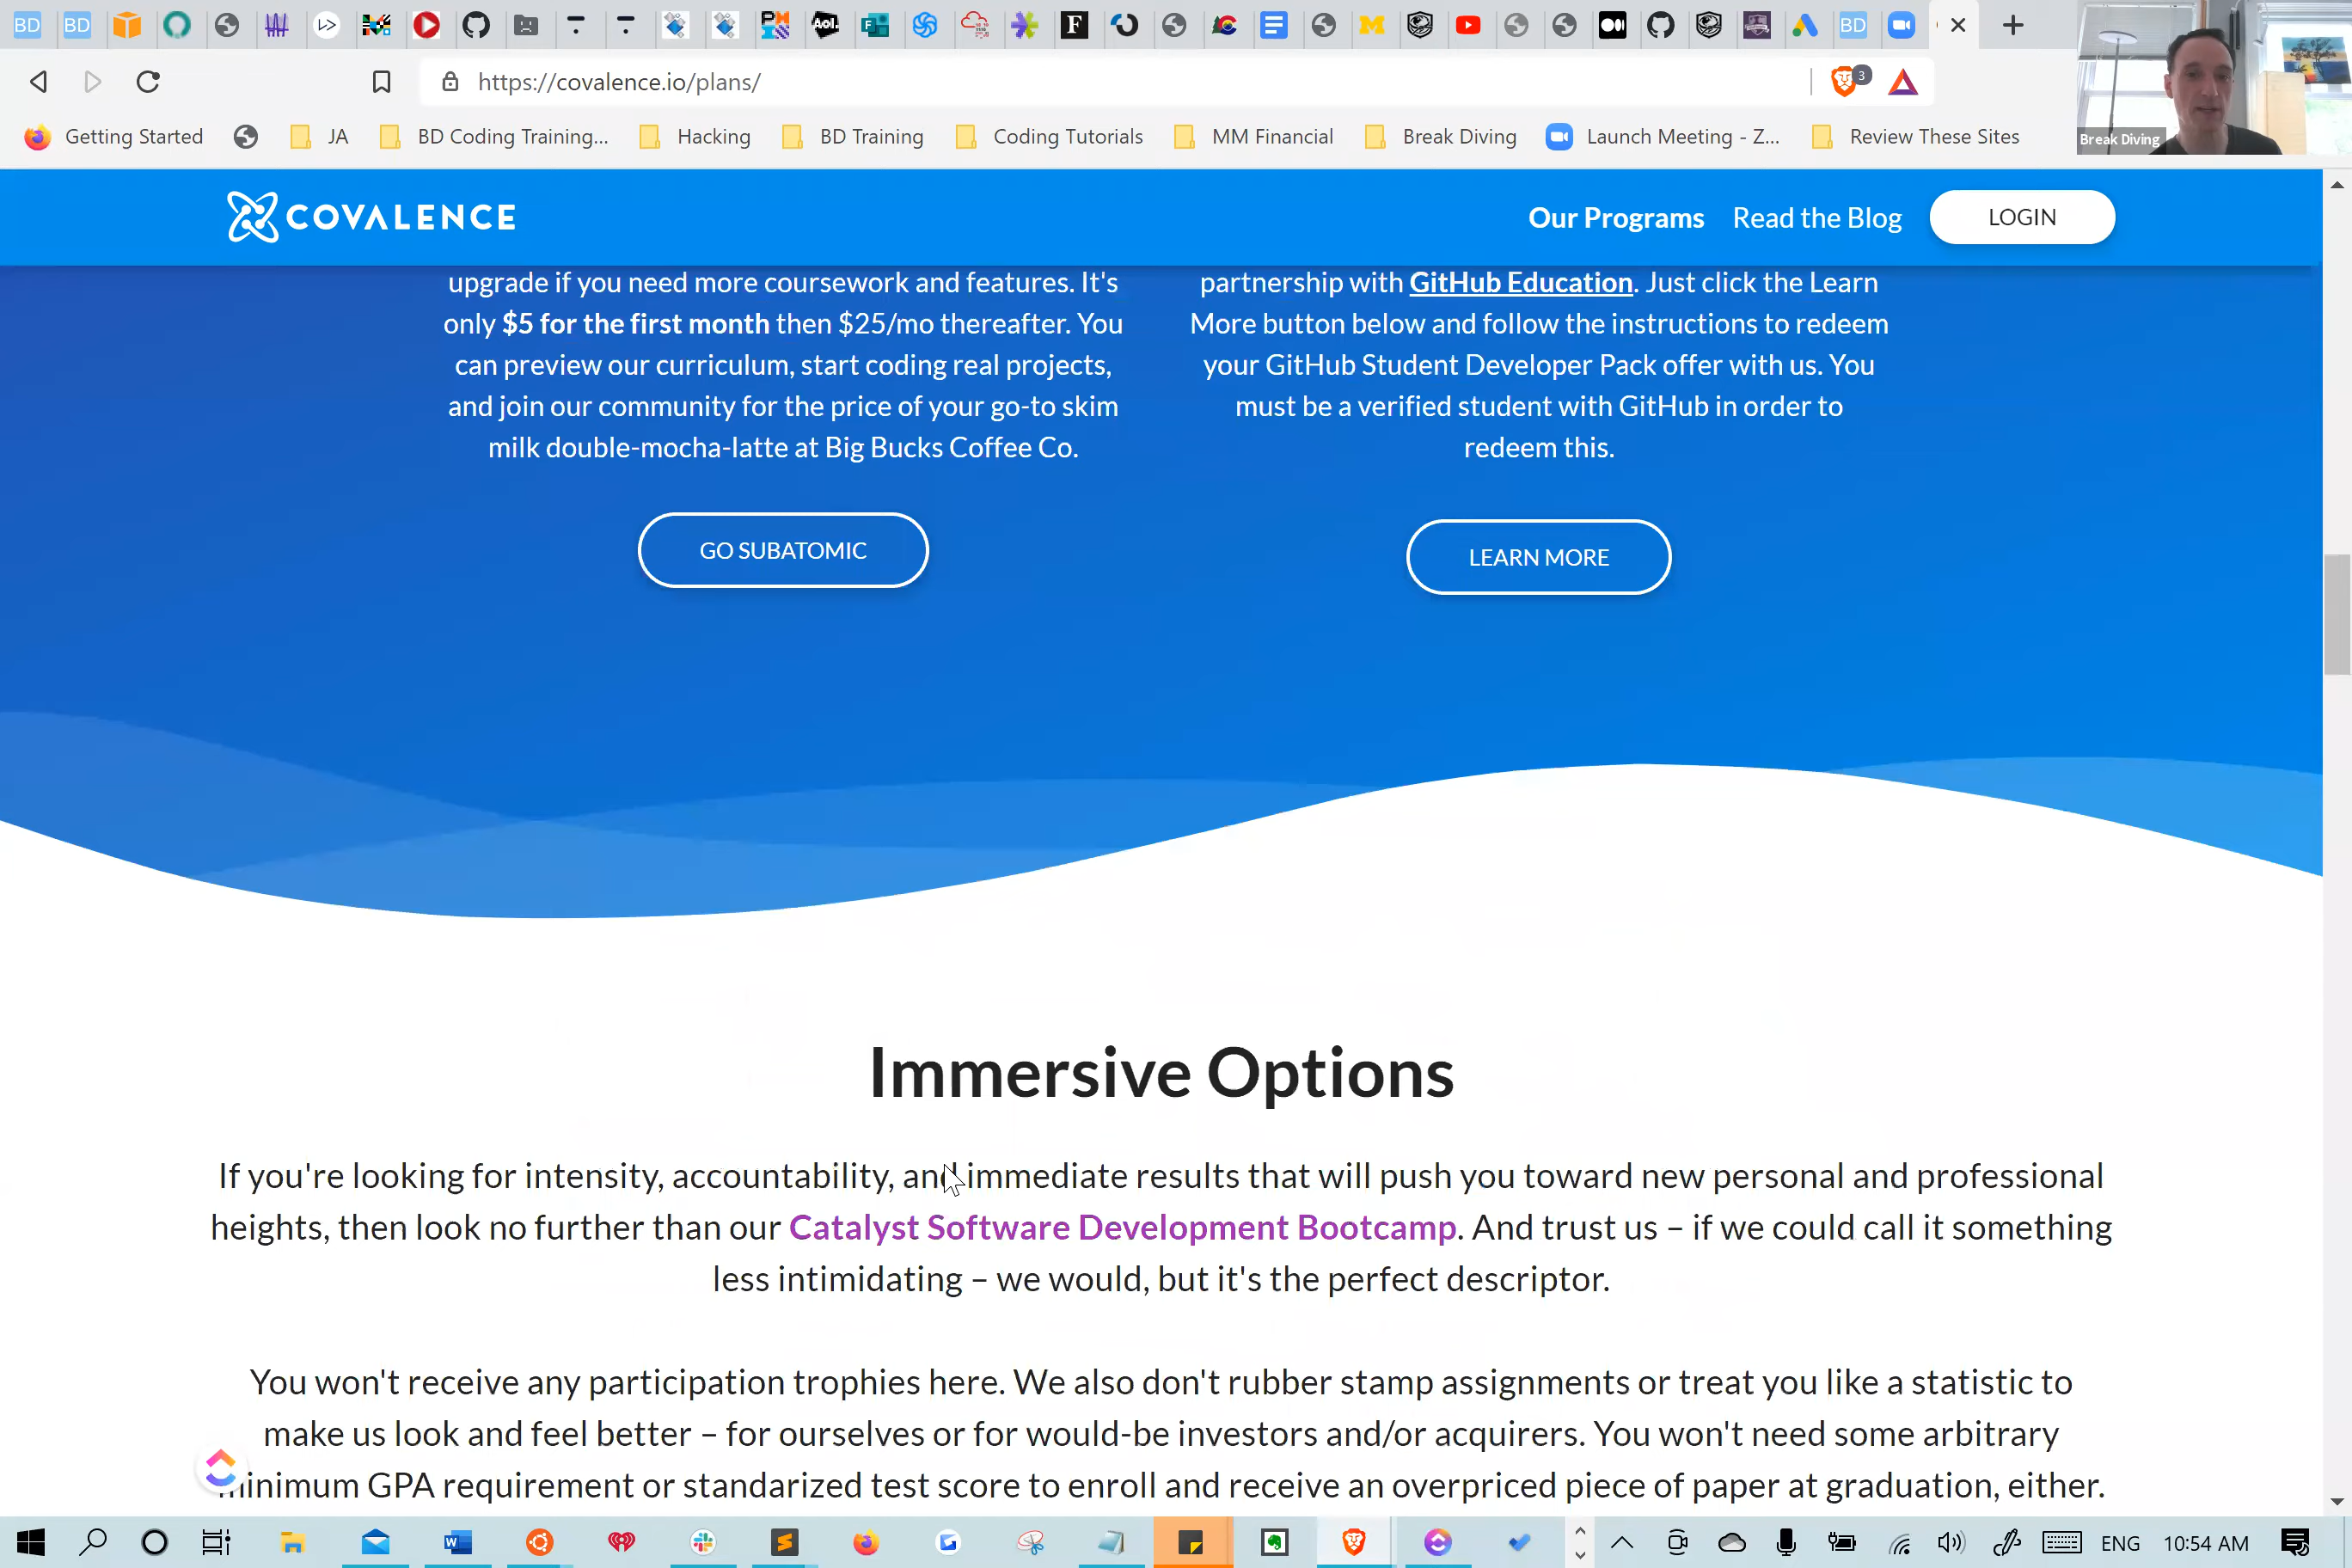 BD
BD
AOL.
F
BD
https://covalence.io/plans/
3
Getting Started
JA
BD Coding Training...
Hacking
BD Training
Coding Tutorials
MM Financial
Break Diving
Launch Meeting - Z...
Review These Sites
Break Diving
COVALENCE
Our Programs
Read the Blog
LOGIN
upgrade if you need more coursework and features. It's
only $5 for the first month then $25/mo thereafter. You
can preview our curriculum, start coding real projects,
and join our community for the price of your go-to skim
milk double-mocha-latte at Big Bucks Coffee Co.
GO SUBATOMIC
partnership with GitHub Education. Just click the Learn
More button below and follow the instructions to redeem
your GitHub Student Developer Pack offer with us. You
must be a verified student with GitHub in order to
redeem this.
LEARN MORE
Immersive Options
If you're looking for intensity, accountability, and immediate results that will push you toward new personal and professional
heights, then look no further than our Catalyst Software Development Bootcamp. And trust us – if we could call it something
less intimidating – we would, but it's the perfect descriptor.
You won't receive any participation trophies here. We also don't rubber stamp assignments or treat you like a statistic to
make us look and feel better – for ourselves or for would-be investors and/or acquirers. You won't need some arbitrary
minimum GPA requirement or standarized test score to enroll and receive an overpriced piece of paper at graduation, either.
ENG
10:54 AM